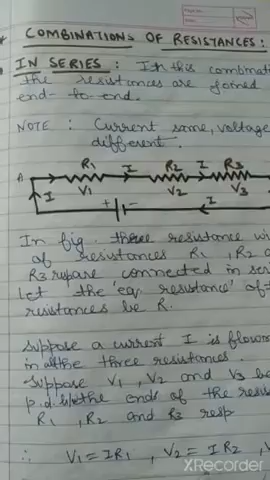 COMBINATIONS OF RESISTANCES:
IN SERIES: In this combinatio
The resistances are joined
end-to-end.
NOTE : Current same, voltage
different.
R1 I R2 I R3
A
V1 V2 V3
I + - I
In fig. three resistance wi
of resistances R1, R2 a
R3 are connected in ser
Let the 'eq. resistance' of t
resistances be R.
Suppose a current I is flowin
in all the three resistances.
Suppose V1, V2 and V3 be
p.d. the ends of the resis
R1, R2 and R3 resp
∴ V1 = IR1, V2 = IR2, V
XRecorder